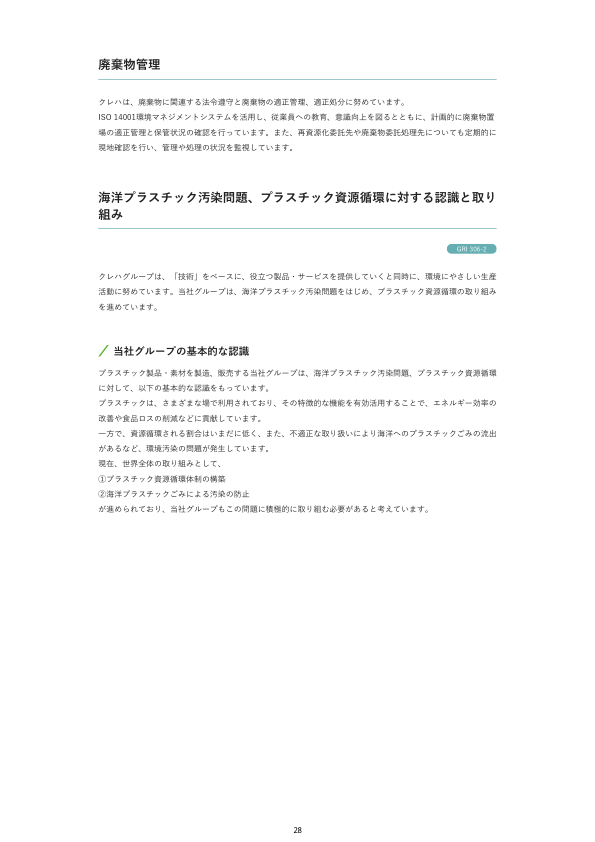 廃棄物管理
クレハは、廃棄物に関連する法令遵守と廃棄物の適正管理、適正処分に努めています。
ISO 14001環境マネジメントシステムを活用し、従業員への教育、意識向上を図るとともに、計画的に廃棄物置
場の適正管理と保管状況の確認を行っています。また、再資源化委託先や廃棄物委託処理先についても定期的に
現地確認を行い、管理や処理の状況を監視しています。
海洋プラスチック汚染問題、プラスチック資源循環に対する認識と取り
組み
GRI 306-2
クレハグループは、「技術」をベースに、役立つ製品・サービスを提供していくと同時に、環境にやさしい生産
活動に努めています。当社グループは、海洋プラスチック汚染問題をはじめ、プラスチック資源循環の取り組み
を進めています。
当社グループの基本的な認識
プラスチック製品・素材を製造、販売する当社グループは、海洋プラスチック汚染問題、プラスチック資源循環
に対して、以下の基本的な認識をもっています。
プラスチックは、さまざまな場で利用されており、その特徴的な機能を有効活用することで、エネルギー効率の
改善や食品ロスの削減などに貢献しています。
一方で、資源循環される割合はいまだに低く、また、不適正な取り扱いにより海洋へのプラスチックごみの流出
があるなど、環境汚染の問題が発生しています。
現在、世界全体の取り組みとして、
①プラスチック資源循環体制の構築
②海洋プラスチックごみによる汚染の防止
が進められており、当社グループもこの問題に積極的に取り組む必要があると考えています。
28